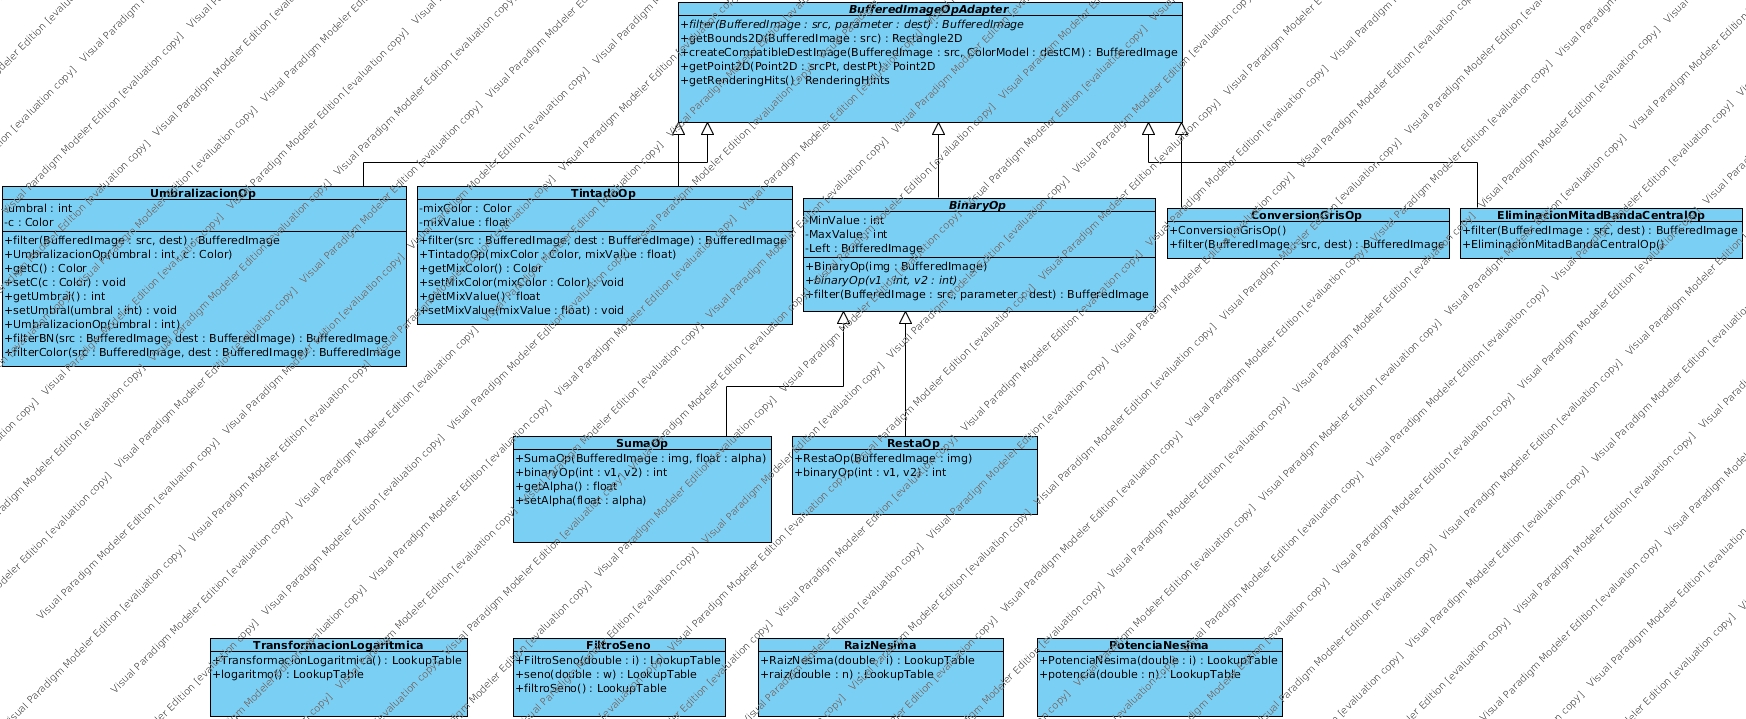 BufferedImageOpAdapter
+filter(BufferedImage : src, parameter : dest) : BufferedImage
+getBounds2D(BufferedImage : src) : Rectangle2D
+createCompatibleDestImage(BufferedImage : src, ColorModel : destCM) : BufferedImage
+getPoint2D(Point2D : srcPt, destPt) : Point2D
+getRenderingHits() : RenderingHints
UmbralizacionOp
-umbral : int
-c : Color
+filter(BufferedImage : src, dest) : BufferedImage
+UmbralizacionOp(umbral : int, c : Color)
+getC() : Color
+setC(c : Color) : void
+getUmbral() : int
+setUmbral(umbral : int) : void
+UmbralizacionOp(umbral : int)
+filterBN(src : BufferedImage, dest : BufferedImage) : BufferedImage
+filterColor(src : BufferedImage, dest : BufferedImage) : BufferedImage
TintadoOp
-mixColor : Color
-mixValue : float
+filter(src : BufferedImage, dest : BufferedImage) : BufferedImage
+TintadoOp(mixColor : Color, mixValue : float)
+getMixColor() : Color
+setMixColor(mixColor : Color) : void
+getMixValue() : float
+setMixValue(mixValue : float) : void
BinaryOp
-MinValue : int
-MaxValue : int
-Left : BufferedImage
+BinaryOp(img : BufferedImage)
+binaryOp(v1 : int, v2 : int)
+filter(BufferedImage : src, parameter : dest) : BufferedImage
ConversionGrisOp
+ConversionGrisOp()
+filter(BufferedImage : src, dest) : BufferedImage
EliminacionMitadBandaCentralOp
+filter(BufferedImage : src, dest) : BufferedImage
+EliminacionMitadBandaCentralOp()
SumaOp
+SumaOp(BufferedImage : img, float : alpha)
+binaryOp(int : v1, v2) : int
+getAlpha() : float
+setAlpha(float : alpha)
RestaOp
+RestaOp(BufferedImage : img)
+binaryOp(int : v1, v2) : int
TransformacionLogaritmica
+TransformacionLogaritmica() : LookupTable
+logaritmo() : LookupTable
FiltroSeno
+FiltroSeno(double : i) : LookupTable
+seno(double : w) : LookupTable
+filtroSeno() : LookupTable
RaizNesima
+RaizNesima(double : i) : LookupTable
+raiz(double : n) : LookupTable
PotenciaNesima
+PotenciaNesima(double : i) : LookupTable
+potencia(double : n) : LookupTable
Visual Paradigm Modeler Edition [evaluation copy]